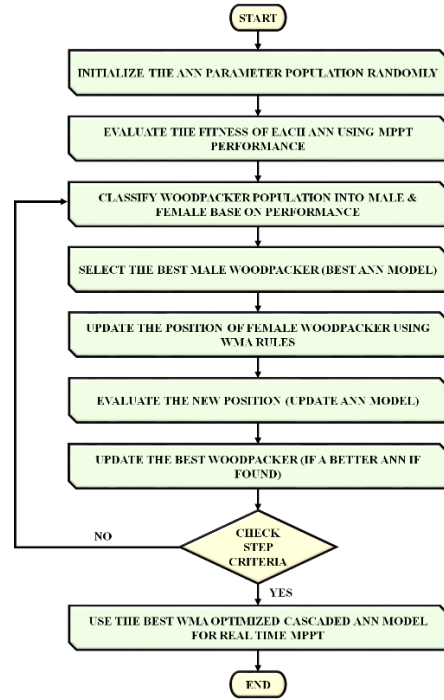 START
INITIALIZE THE ANN PARAMETER POPULATION RANDOMLY
EVALUATE THE FITNESS OF EACH ANN USING MPPT
PERFORMANCE
CLASSIFY WOODPACKER POPULATION INTO MALE &
FEMALE BASE ON PERFORMANCE
SELECT THE BEST MALE WOODPACKER (BEST ANN MODEL)
UPDATE THE POSITION OF FEMALE WOODPACKER USING
WMA RULES
EVALUATE THE NEW POSITION (UPDATE ANN MODEL)
UPDATE THE BEST WOODPACKER (IF A BETTER ANN IF
FOUND)
NO
CHECK
STEP
CRITERIA
YES
USE THE BEST WMA OPTIMIZED CASCADED ANN MODEL
FOR REAL TIME MPPT
END